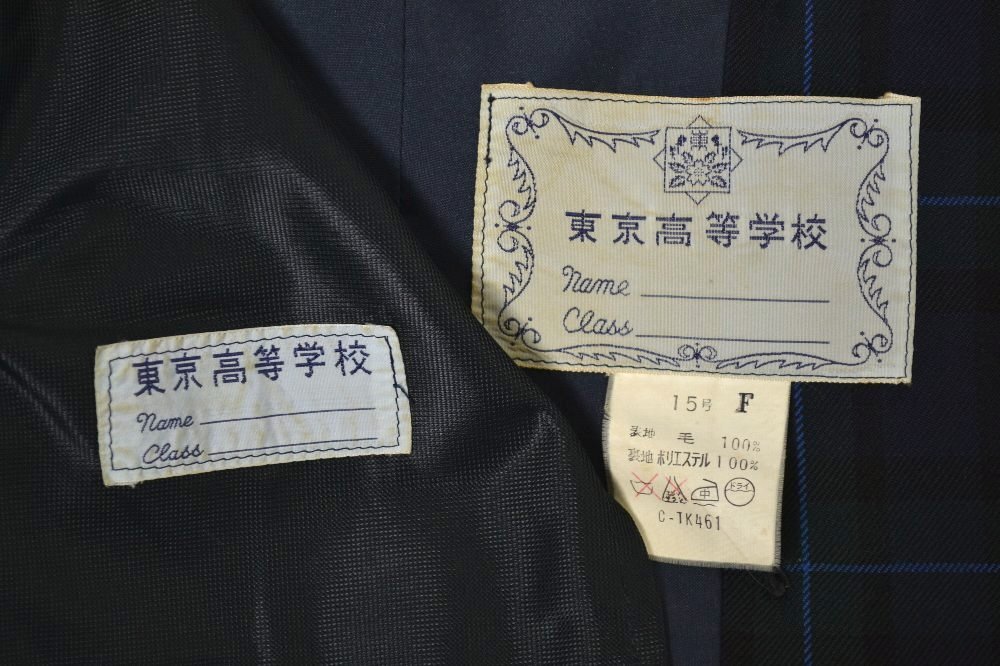 東京高等学校
Name
Class
東
東京高等学校
Name
Class
15号 F
表地 毛 100%
裏地 ポリエステル 100%
中 ドライ
C-TK461